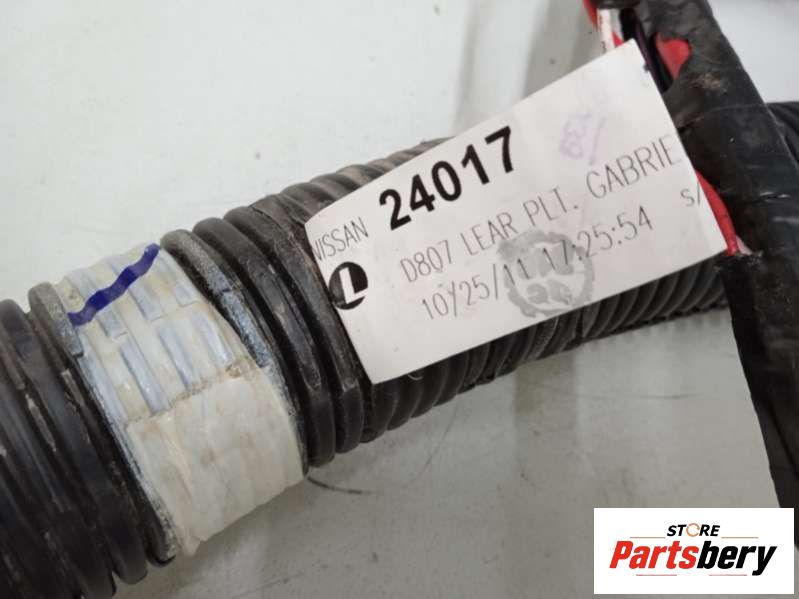 NISSAN 24017
L D807 LEAR PLT. GABRIE
10/25/11 17:25:54 S/
STORE
Partsbery